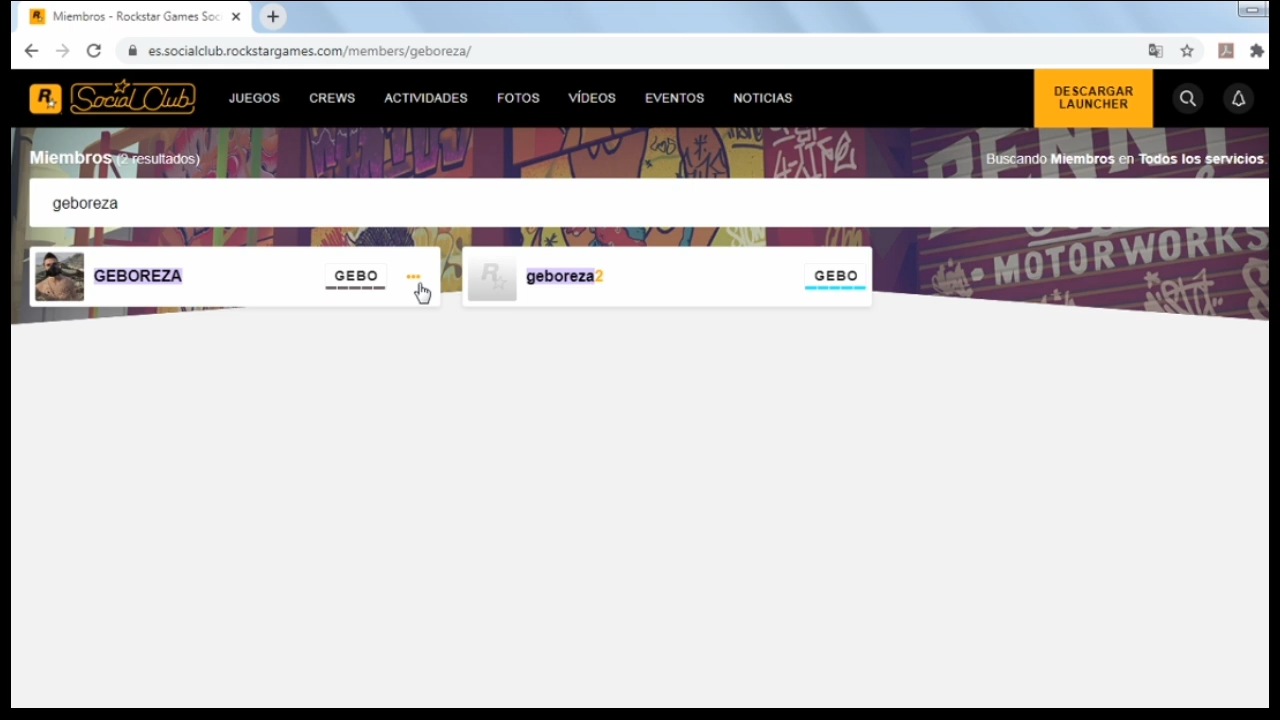 Miembros - Rockstar Games Soc
es.socialclub.rockstargames.com/members/geboreza/
R Social Club JUEGOS CREWS ACTIVIDADES FOTOS VÍDEOS EVENTOS NOTICIAS DESCARGAR LAUNCHER
Miembros (2 resultados) Buscando Miembros en Todos los servicios
geboreza
GEBOREZA GEBO geboreza2 GEBO
MOTORWORKS